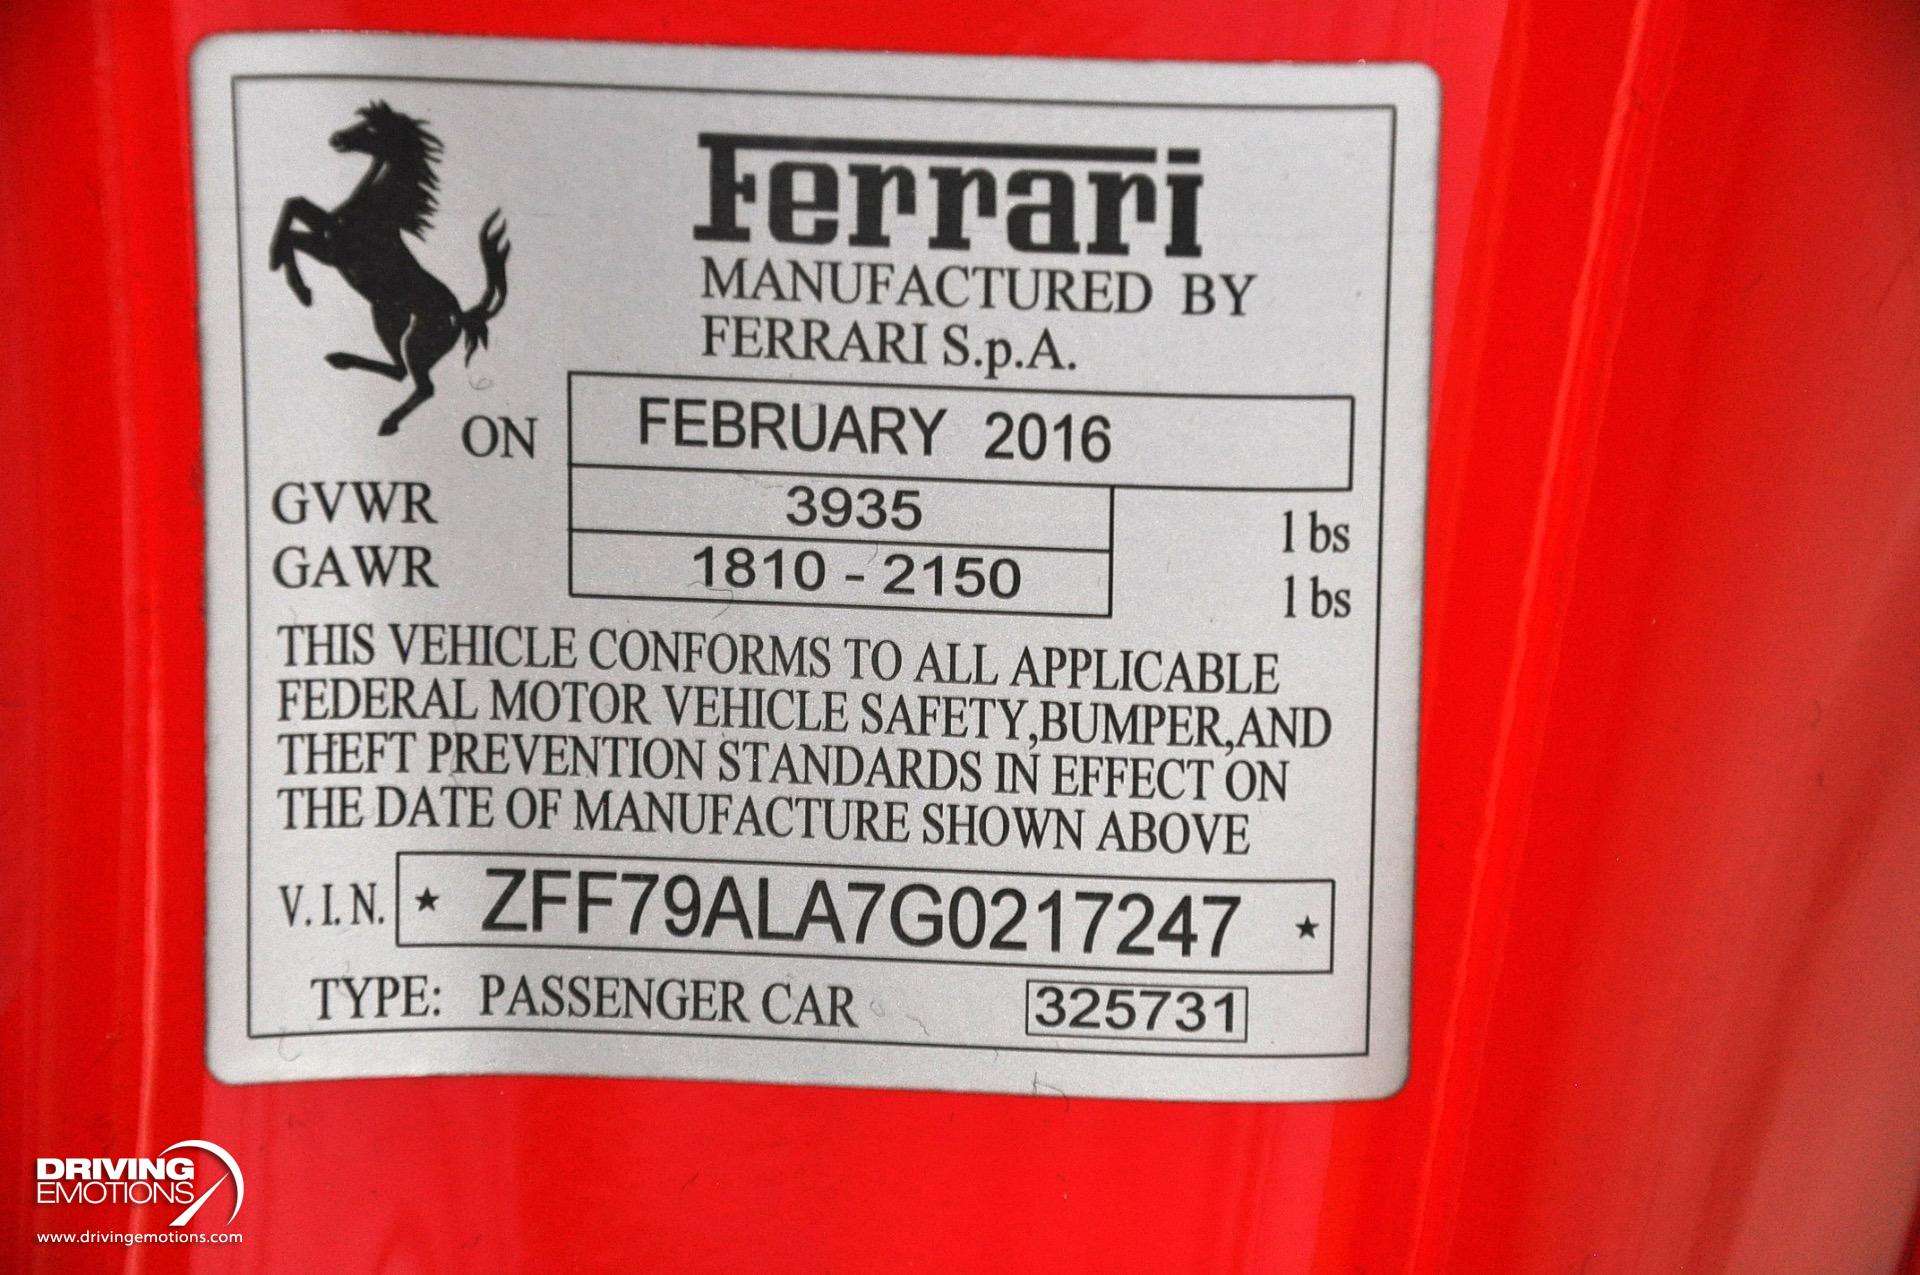 Ferrari
MANUFACTURED BY
FERRARI S.p.A.
ON FEBRUARY 2016
GVWR 3935 lbs
GAWR 1810 - 2150 lbs
THIS VEHICLE CONFORMS TO ALL APPLICABLE
FEDERAL MOTOR VEHICLE SAFETY,BUMPER,AND
THEFT PREVENTION STANDARDS IN EFFECT ON
THE DATE OF MANUFACTURE SHOWN ABOVE
V.I.N. ★ ZFF79ALA7G0217247 ★
TYPE: PASSENGER CAR 325731
DRIVING
EMOTIONS
www.drivingemotions.com